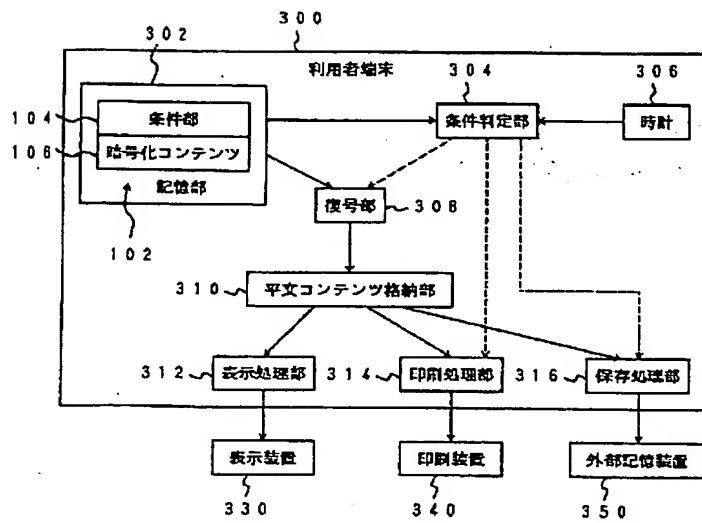 300
302
利用者端末
304
306
104
条件部
条件判定部
時計
106
暗号化コンテンツ
記憶部
復号部
308
102
310
平文コンテンツ格納部
312
表示処理部
314
印刷処理部
316
保存処理部
表示装置
印刷装置
外部記憶装置
330
340
350